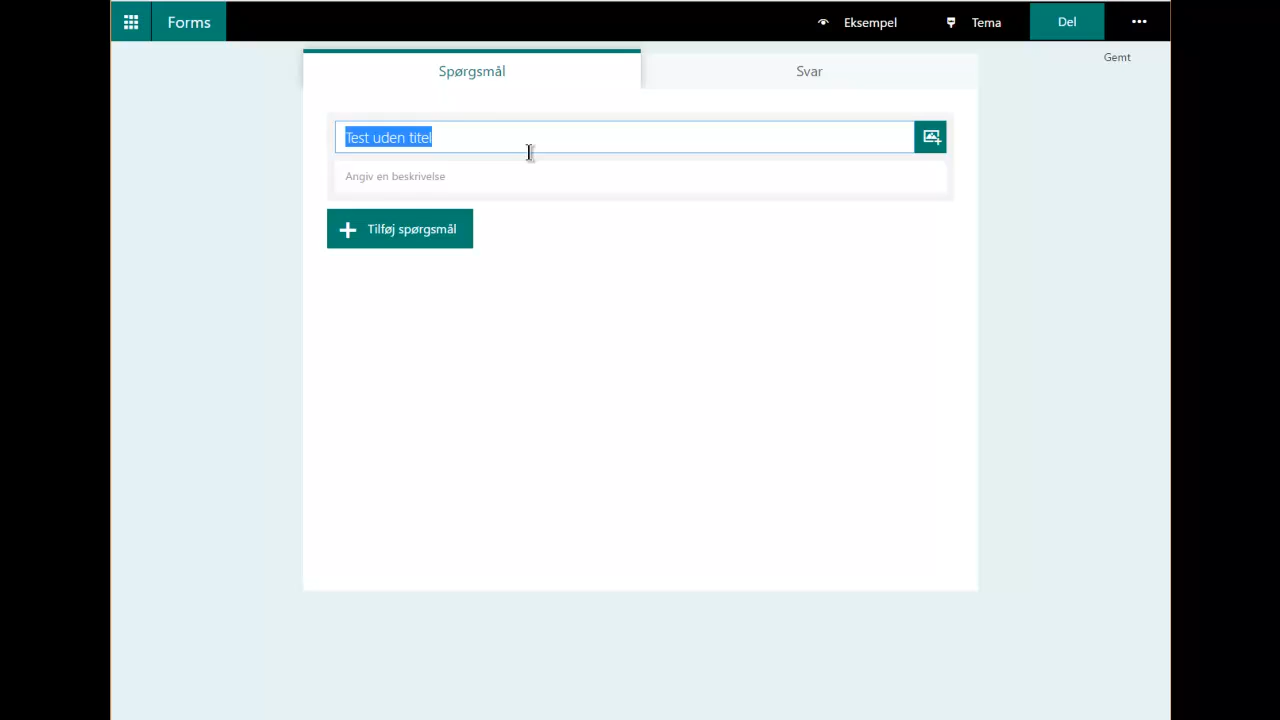 Forms
Eksempel
Tema
Del
Gemt
Spørgsmål
Svar
Test uden titel
Angiv en beskrivelse
Tilføj spørgsmål